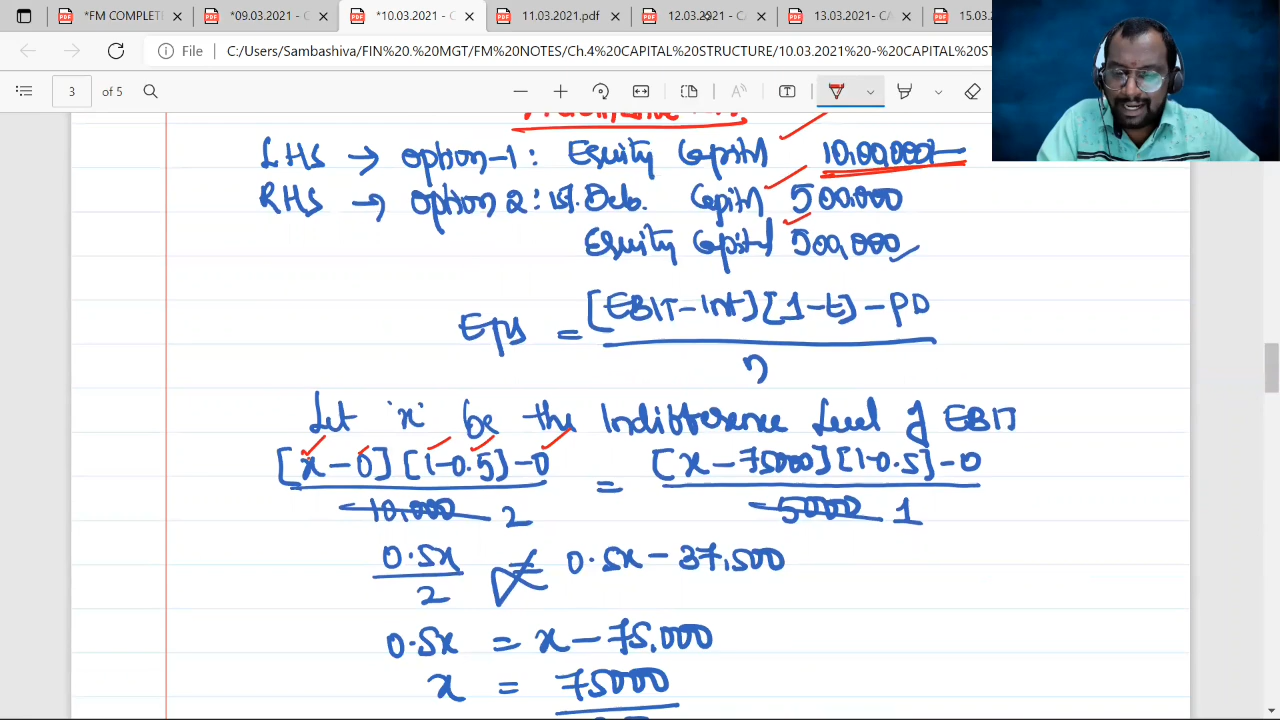 *FM COMPLET
*09.03.2021 - C
*10.03.2021 - C
11.03.2021.pdf
12.03.2021 - CA
13.03.2021- CA
15.03
File
C:/Users/Sambashiva/FIN%20.%20MGT/FM%20NOTES/Ch.4%20CAPITAL%20STRUCTURE/10.03.2021%20-%20CAPITAL%20ST
3 of 5
LHS → option-1: Equity Capital 10,00,000/-
RHS → option 2: 15%. Deb. Capital 500,000
Equity Capital 500,000
Eps = [EBIT-Int][1-t]-PD
n
Let 'x' be the Indifference Level of EBIT
[x-0][1-0.5]-0 = [x-75000][1-0.5]-0
10,000 2 5000 1
0.5x = 0.5x - 37,500
2
0.5x = x - 75,000
x = 75000